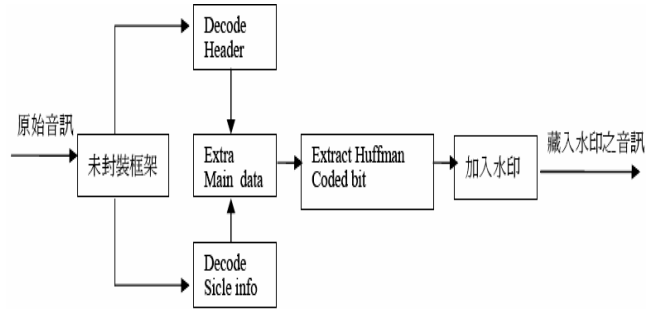 原始音訊
未封裝框架
Decode
Header
Extra
Main data
Decode
Sicle info
Extract Huffman
Coded bit
加入水印
藏入水印之音訊